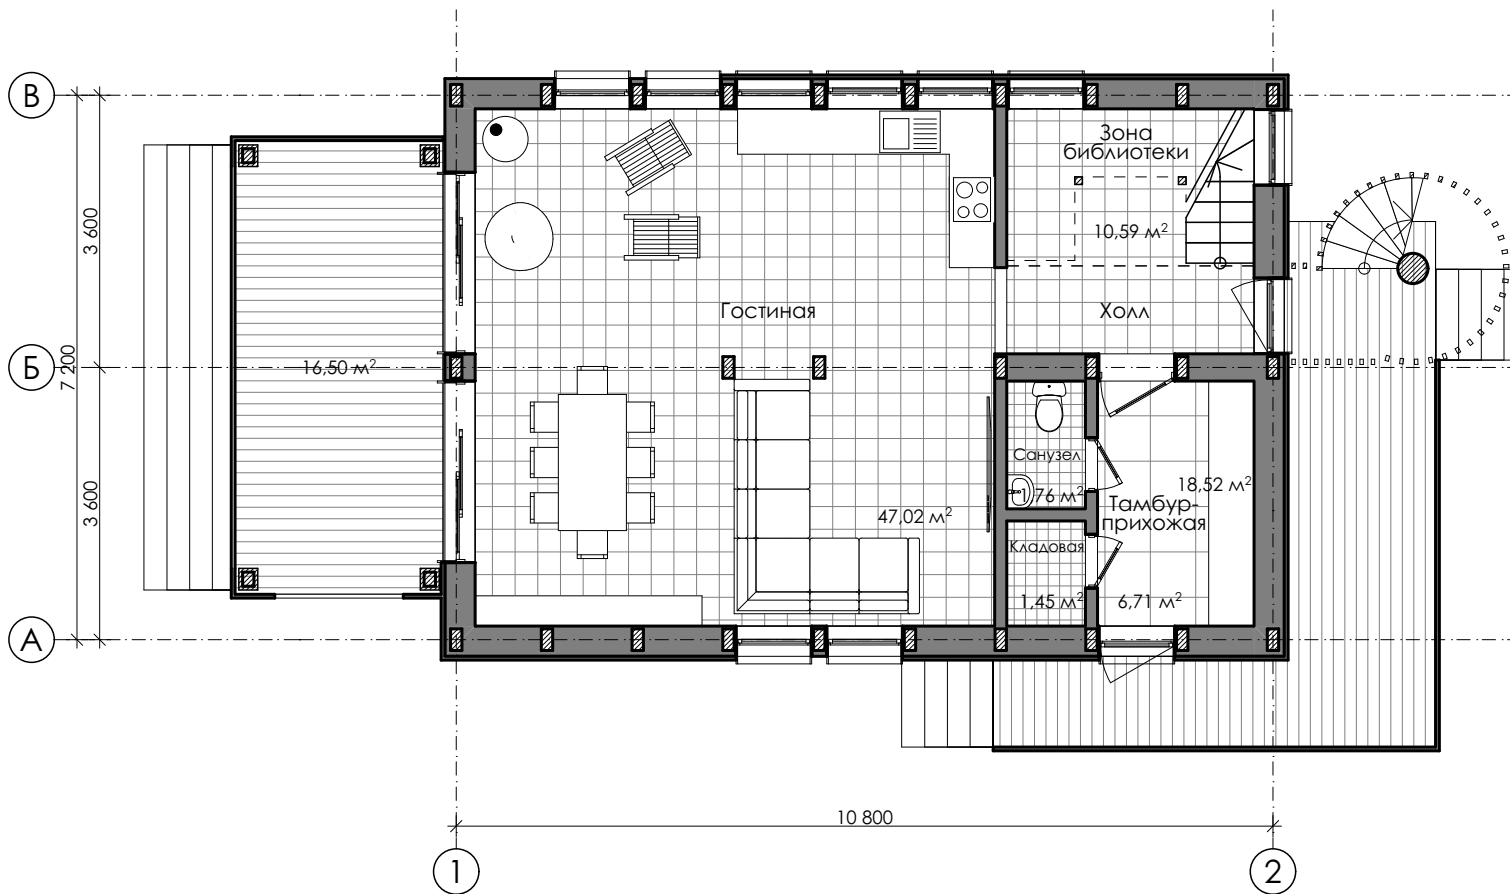 В
Зона
библиотеки
3 600
10,59 м²
Гостиная
Холл
Б
7 200
16,50 м²
Санузел
1,76 м²
18,52 м²
Тамбур-
прихожая
3 600
47,02 м²
Кладовая
1,45 м²
6,71 м²
А
10 800
1
2